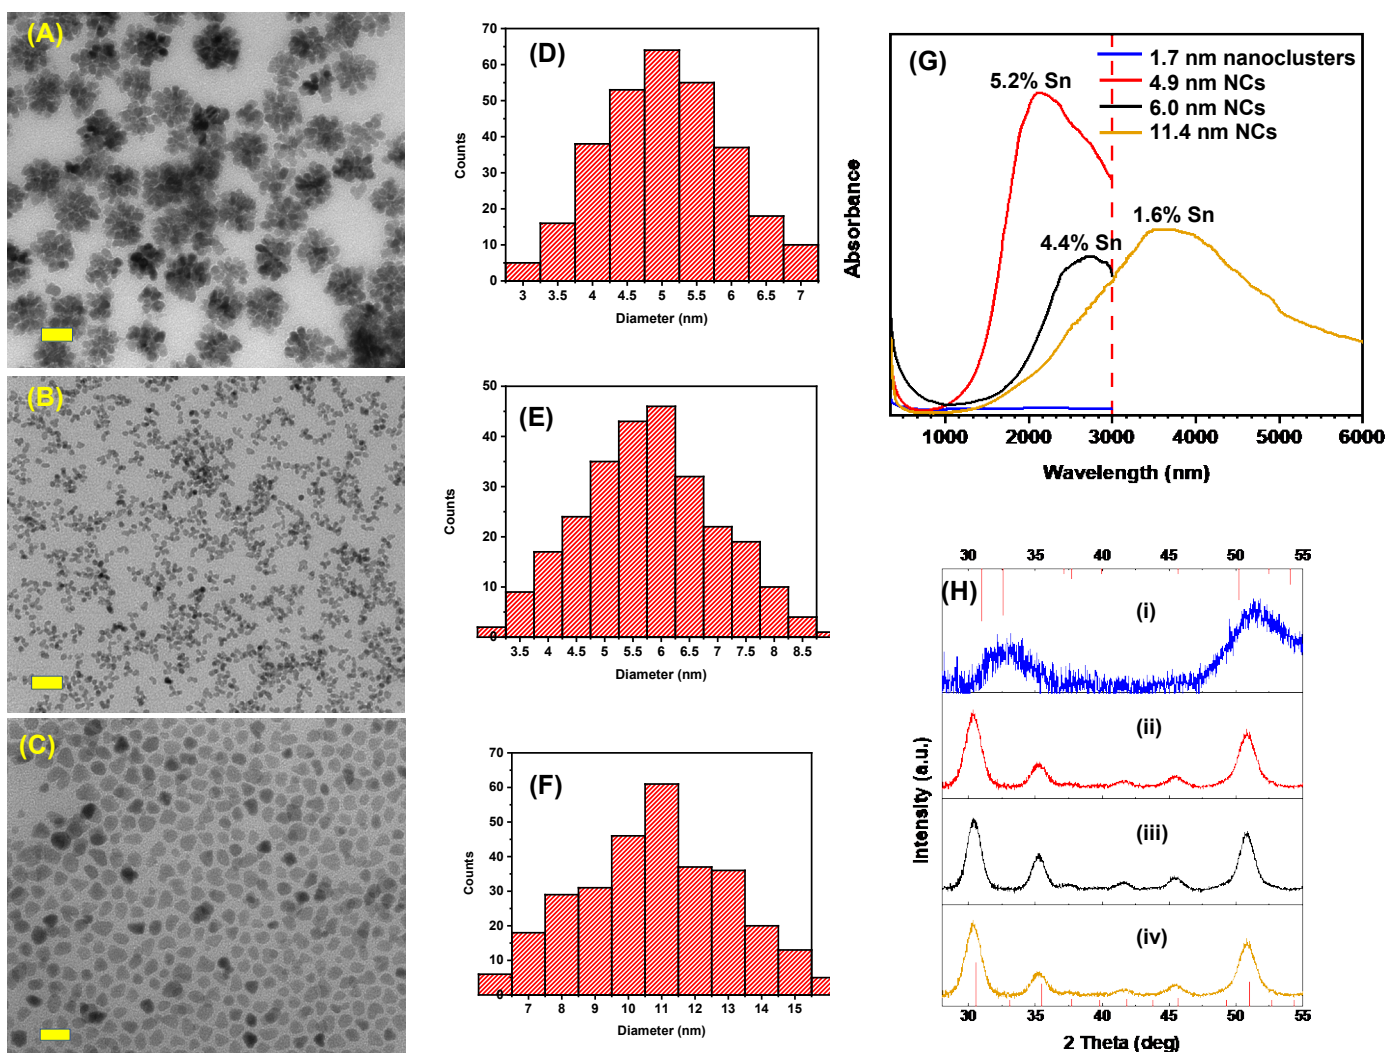 (A)
(B)
(C)
(D)
70
60
50
40
30
20
10
0
Counts
3 3.5 4 4.5 5 5.5 6 6.5 7
Diameter (nm)
(E)
50
40
30
20
10
0
Counts
3.5 4 4.5 5 5.5 6 6.5 7 7.5 8 8.5
Diameter (nm)
(F)
70
60
50
40
30
20
10
0
Counts
7 8 9 10 11 12 13 14 15
Diameter (nm)
(G)
1.7 nm nanoclusters
4.9 nm NCs
6.0 nm NCs
11.4 nm NCs
5.2% Sn
4.4% Sn
1.6% Sn
Absorbance
1000 2000 3000 4000 5000 6000
Wavelength (nm)
30 35 40 45 50 55
(H)
(i)
(ii)
(iii)
(iv)
Intensity (a.u.)
30 35 40 45 50 55
2 Theta (deg)